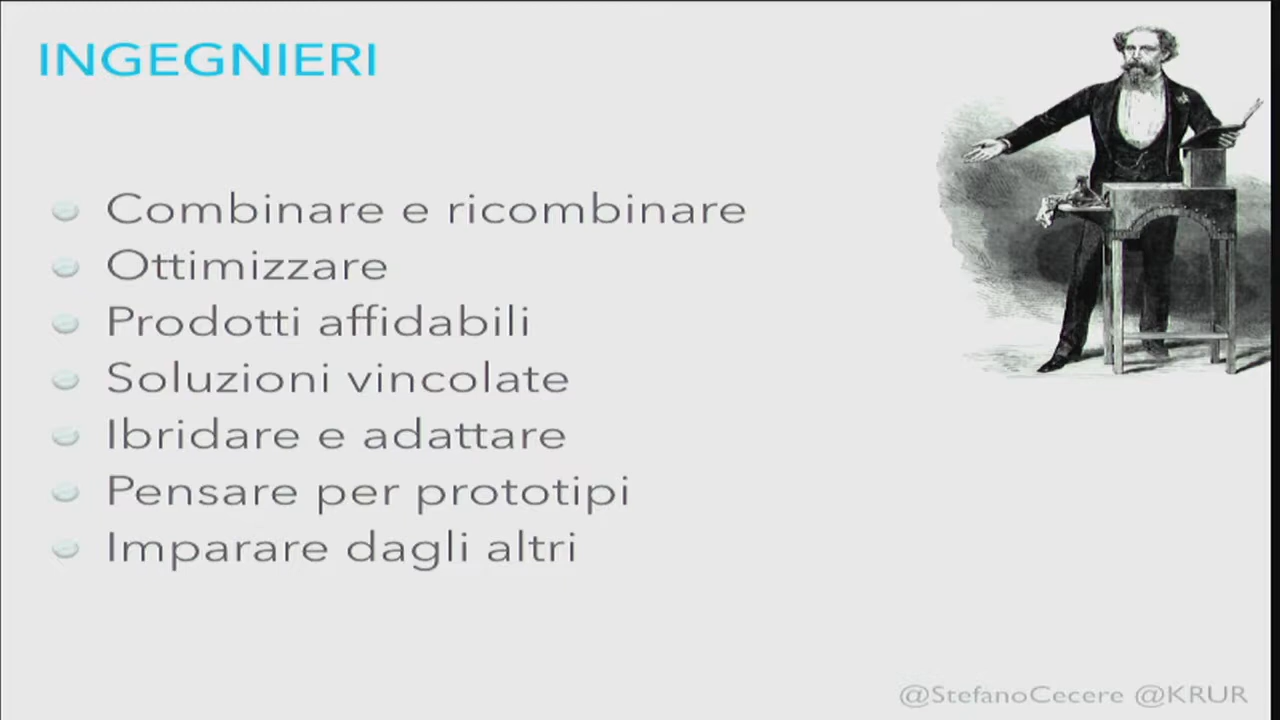 INGEGNIERI
Combinare e ricombinare
Ottimizzare
Prodotti affidabili
Soluzioni vincolate
Ibridare e adattare
Pensare per prototipi
Imparare dagli altri
@StefanoCecere @KRUR